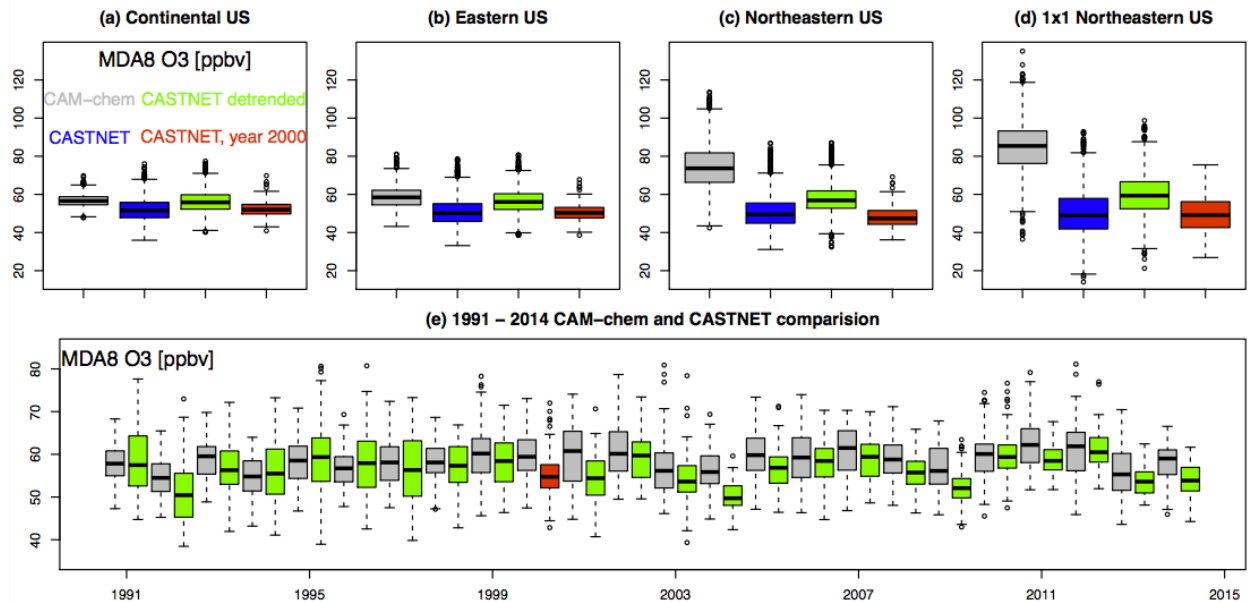 (a) Continental US
(b) Eastern US
(c) Northeastern US
(d) 1x1 Northeastern US
MDA8 O3 [ppbv]
CAM−chem CASTNET detrended
CASTNET CASTNET, year 2000
20 40 60 80 100 120
20 40 60 80 100 120
20 40 60 80 100 120
20 40 60 80 100 120
(e) 1991 − 2014 CAM−chem and CASTNET comparision
MDA8 O3 [ppbv]
40 50 60 70 80
1991 1995 1999 2003 2007 2011 2015